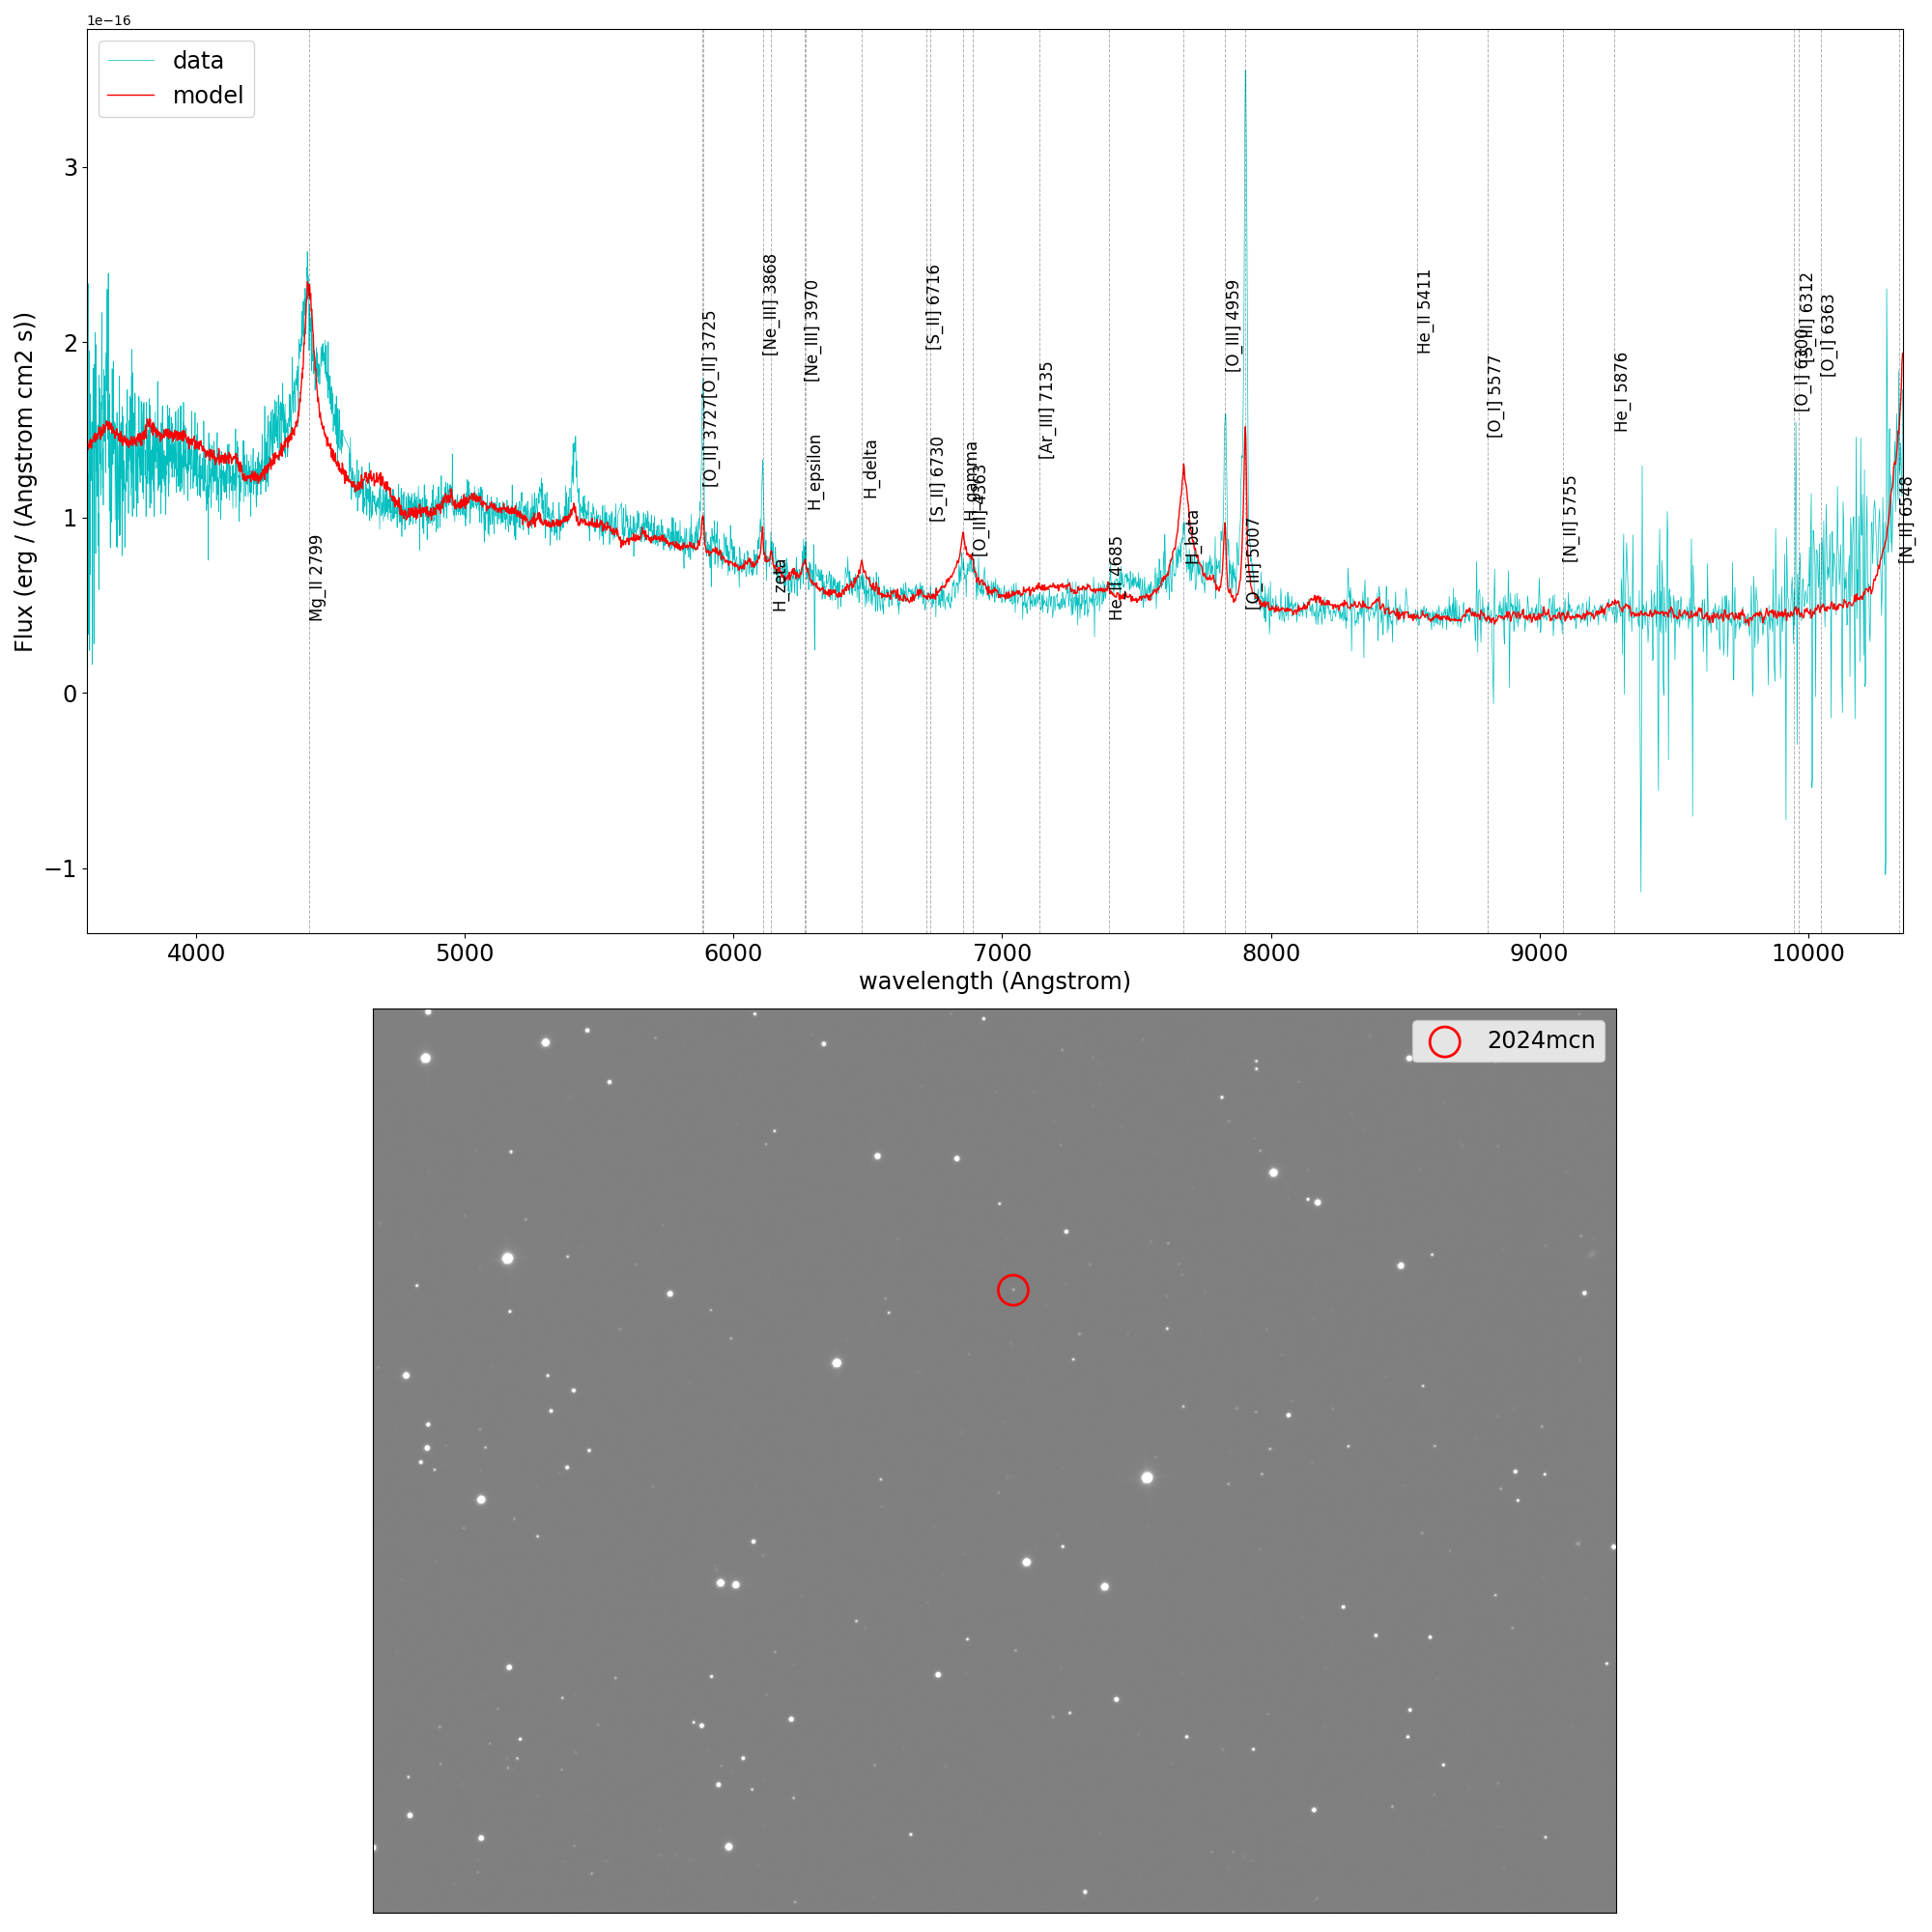 1e−16
data
model
Flux (erg / (Angstrom cm2 s))
3
2
1
0
−1
Mg_II 2799
[O_II] 3727
[O_II] 3725
[Ne_III] 3868
H_zeta
[Ne_III] 3970
H_epsilon
H_delta
[S_II] 6716
[S_II] 6730
H_gamma
[O_III] 4363
[Ar_III] 7135
He_II 4685
H_beta
[O_III] 4959
[O_III] 5007
He_II 5411
[O_I] 5577
[N_II] 5755
He_I 5876
[O_I] 6300
[S_III] 6312
[O_I] 6363
[N_II] 6548
4000
5000
6000
7000
8000
9000
10000
wavelength (Angstrom)
2024mcn